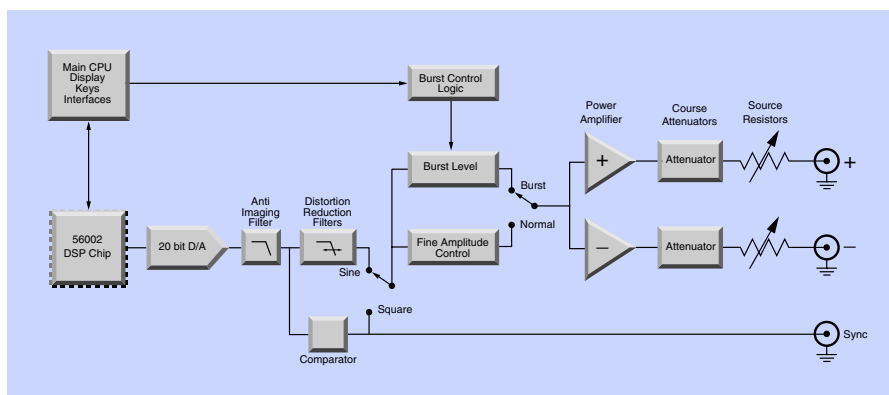 Main CPU
Display
Keys
Interfaces
Burst Control
Logic
Power
Amplifier
Course
Attenuators
Source
Resistors
Burst Level
+
Attenuator
+
Burst
Anti
Imaging
Filter
Distortion
Reduction
Filters
Normal
56002
DSP Chip
20 bit D/A
Fine Amplitude
Control
−
Attenuator
−
Sine
Square
Sync
Comparator